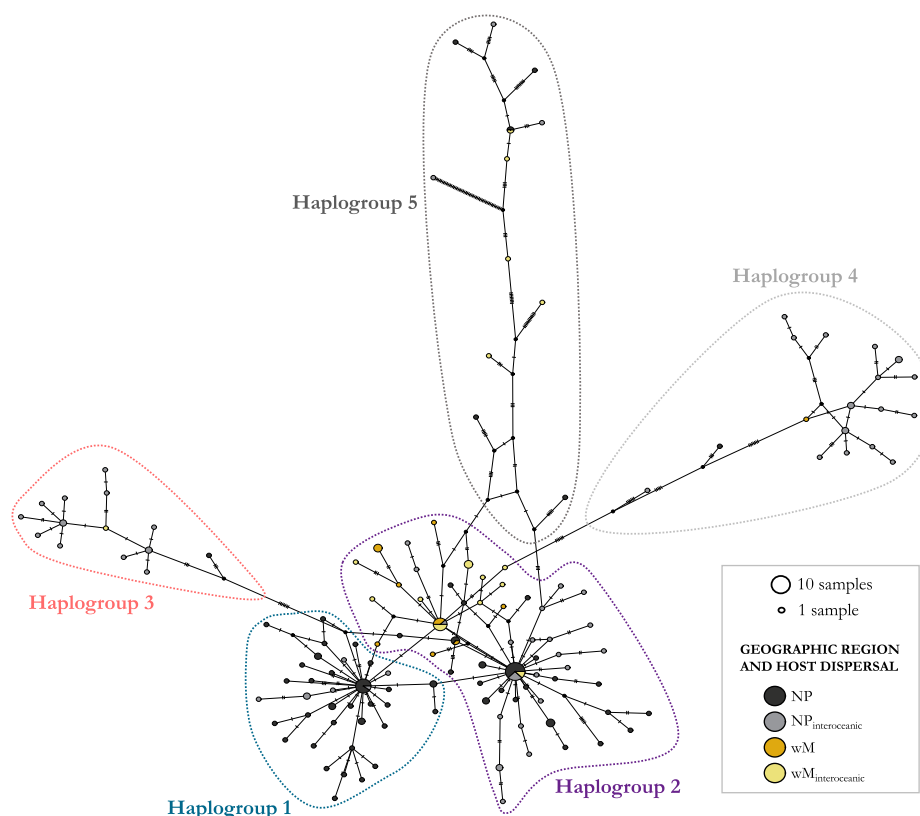 Haplogroup 5
Haplogroup 4
Haplogroup 3
Haplogroup 1
Haplogroup 2
10 samples
1 sample
GEOGRAPHIC REGION
AND HOST DISPERSAL
NP
NPinteroceanic
wM
wMinteroceanic